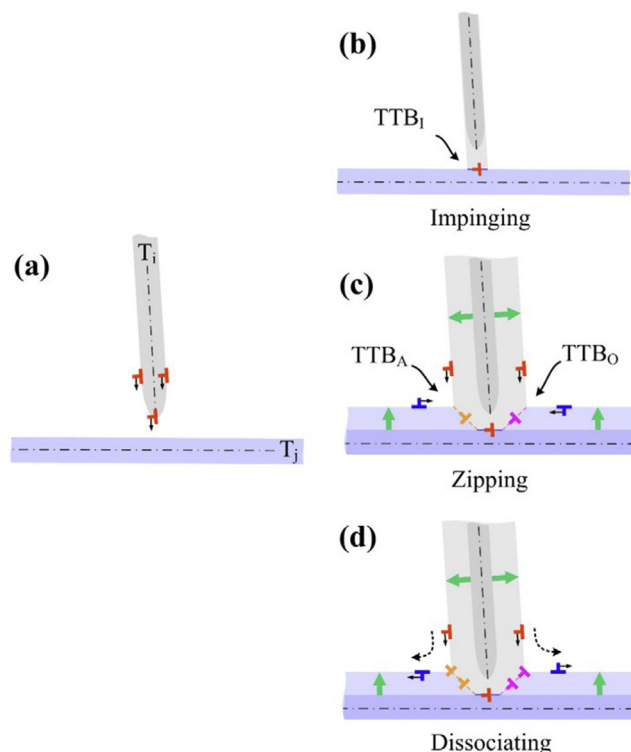 (b)
TTB_I
Impinging
(a)
T_i
T_j
(c)
TTB_A
TTB_O
Zipping
(d)
Dissociating